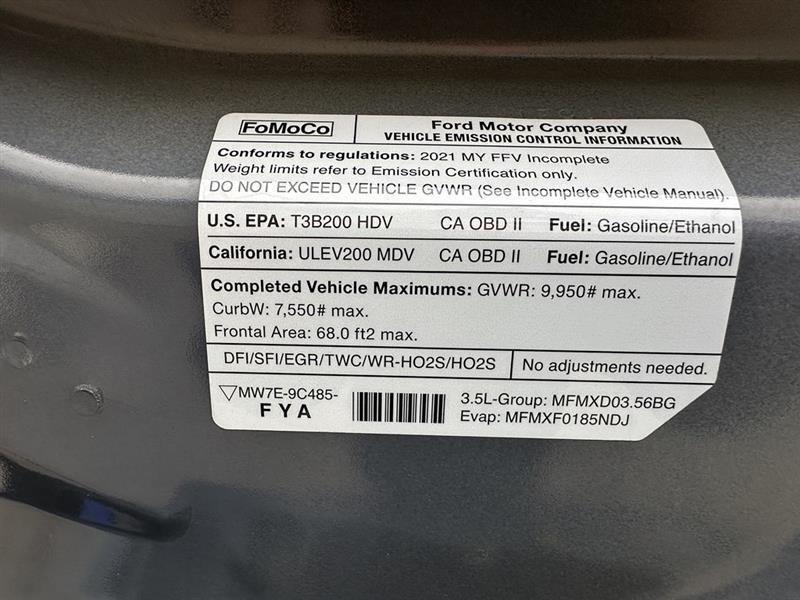 FoMoCo
Ford Motor Company
VEHICLE EMISSION CONTROL INFORMATION
Conforms to regulations: 2021 MY FFV Incomplete
Weight limits refer to Emission Certification only.
DO NOT EXCEED VEHICLE GVWR (See Incomplete Vehicle Manual).
U.S. EPA: T3B200 HDV CA OBD II Fuel: Gasoline/Ethanol
California: ULEV200 MDV CA OBD II Fuel: Gasoline/Ethanol
Completed Vehicle Maximums: GVWR: 9,950# max.
CurbW: 7,550# max.
Frontal Area: 68.0 ft2 max.
DFI/SFI/EGR/TWC/WR-HO2S/HO2S No adjustments needed.
MW7E-9C485-
FYA
3.5L-Group: MFMXD03.56BG
Evap: MFMXF0185NDJ